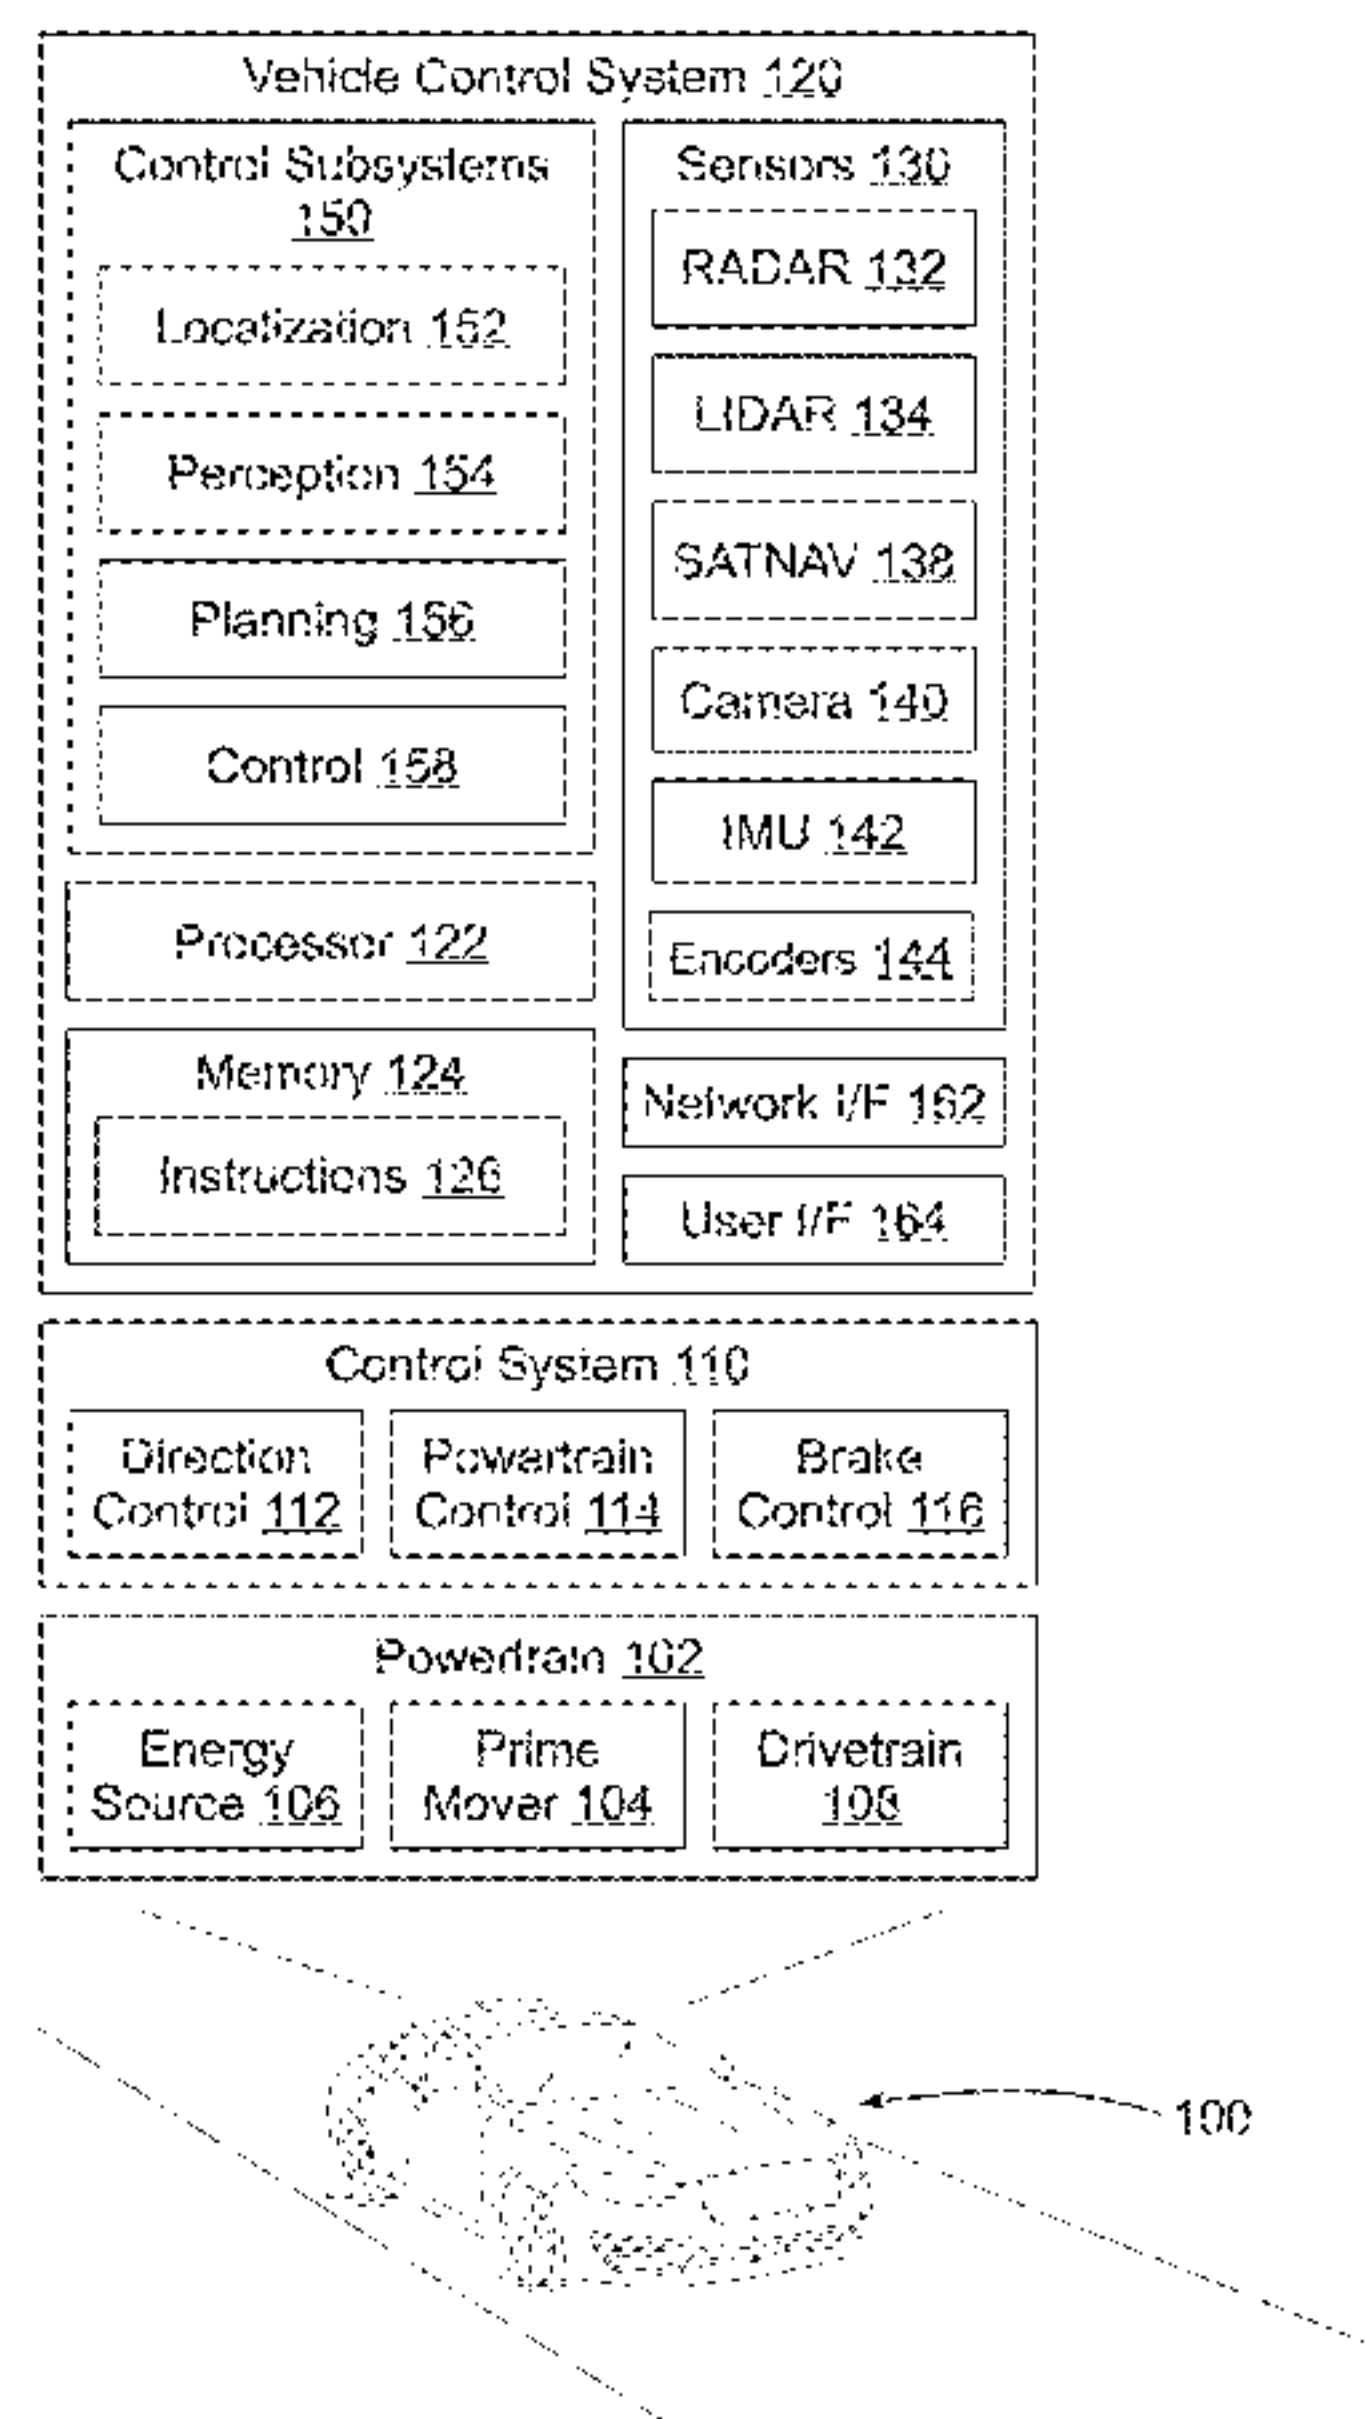 Vehicle Control System 120
Control Subsystems
150
Localization 152
Perception 154
Planning 156
Control 158
Processor 122
Memory 124
Instructions 126
Sensors 130
RADAR 132
LIDAR 134
SATNAV 138
Camera 140
IMU 142
Encoders 144
Network I/F 162
User I/F 164
Control System 110
Direction
Control 112
Powertrain
Control 114
Brake
Control 116
Powertrain 102
Energy
Source 106
Prime
Mover 104
Drivetrain
108
100